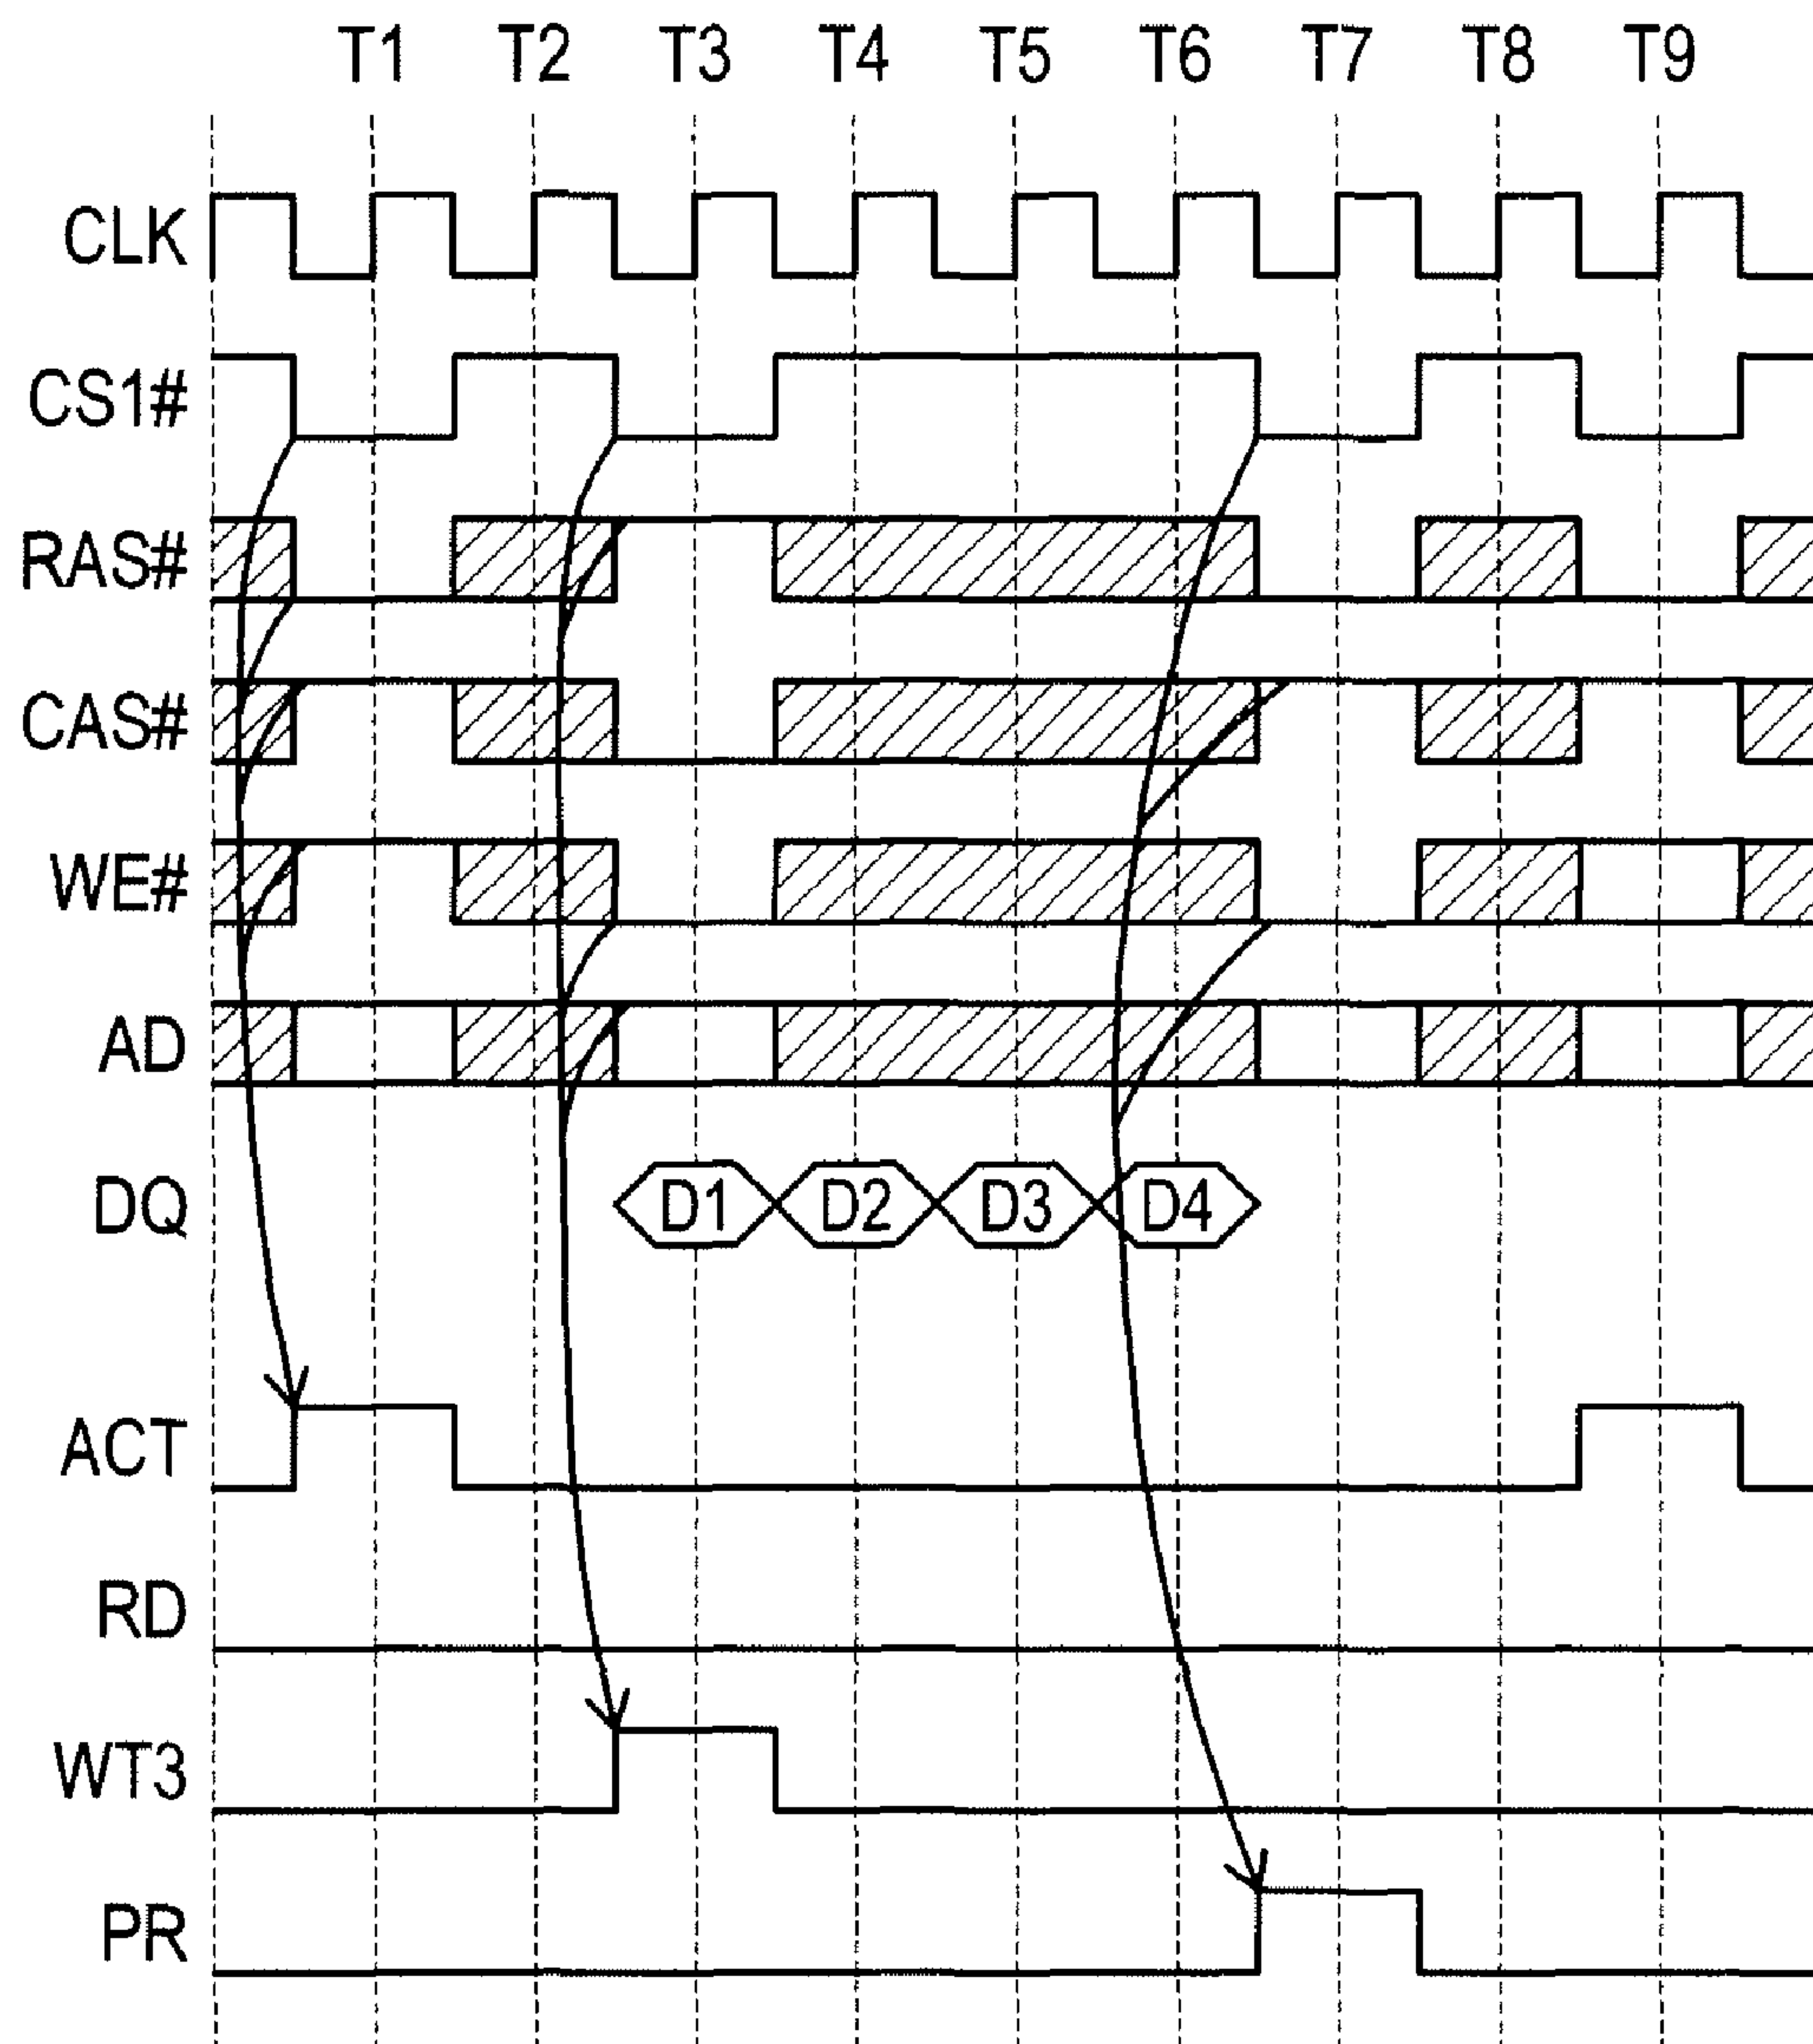 T1 T2 T3 T4 T5 T6 T7 T8 T9
CLK
CS1#
RAS#
CAS#
WE#
AD
DQ D1 D2 D3 D4
ACT
RD
WT3
PR